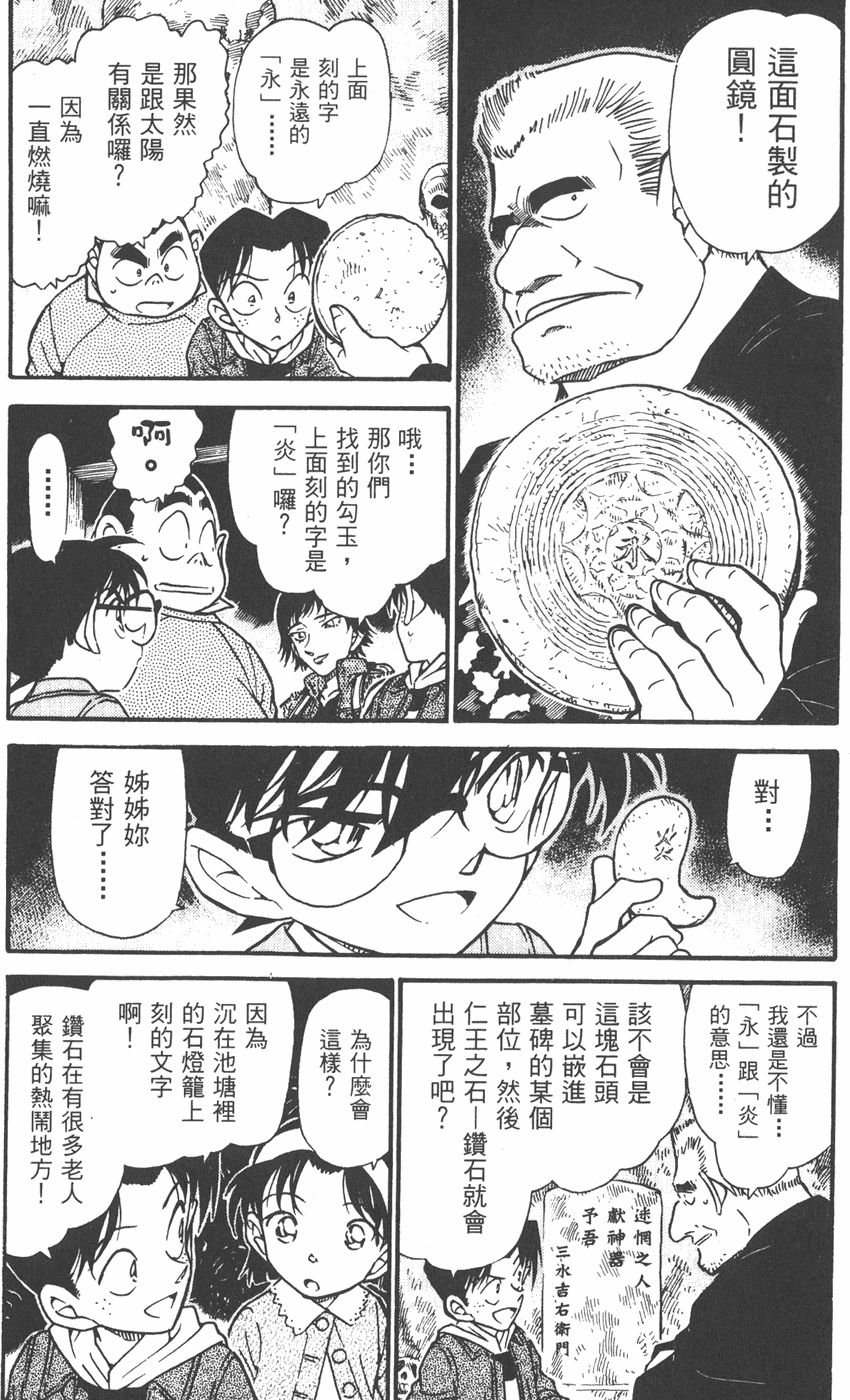 這面石製的
圓鏡！
永
上面
刻的字
是永遠的
「永」……
那果然
是跟太陽
有關係囉？
因為
一直燃燒嘛！
哦…
那你們
找到的勾玉，
上面刻的字是
「炎」囉？
啊。
……
對…
炎
姊姊妳
答對了……
不過
我還是不懂…
「永」跟「炎」
的意思……
該不會是
這塊石頭
可以嵌進
墓碑的某個
部位，然後
仁王之石－鑽石就會
出現了吧？
迷惘之人
獻神器
予吾
三永吉右衛門
為什麼會
這樣？
因為
沉在池塘裡
的石燈籠上
刻的文字
啊！
鑽石在有很多老人
聚集的熱鬧地方！